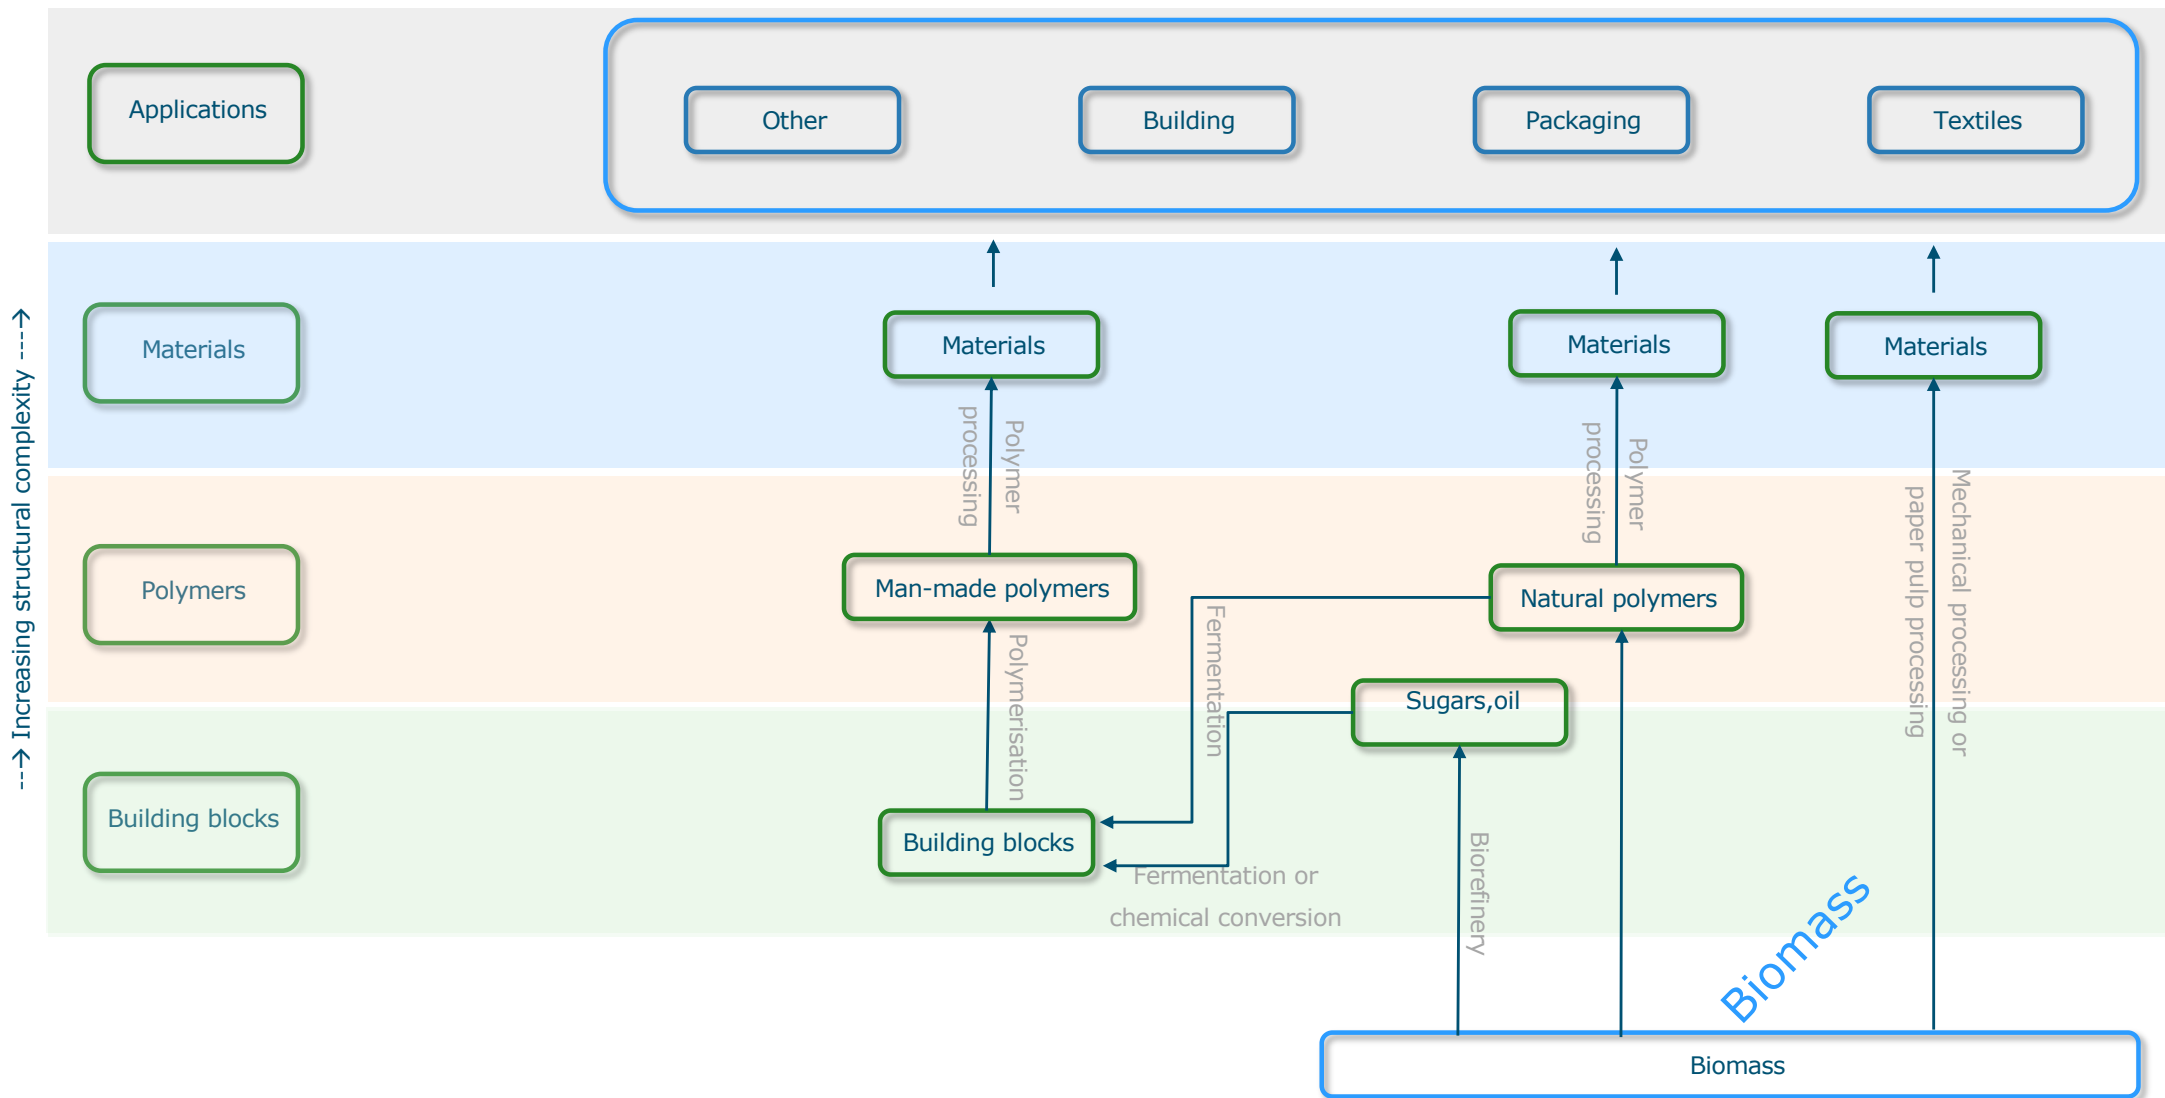 Applications
Other
Building
Packaging
Textiles
Materials
Materials
Materials
Materials
Polymer
processing
Polymer
processing
Mechanical processing or
paper pulp processing
---→ Increasing structural complexity ----→
Polymers
Man-made polymers
Natural polymers
Fermentation
Polymerisation
Sugars,oil
Building blocks
Building blocks
Fermentation or
chemical conversion
Biorefinery
Biomass
Biomass